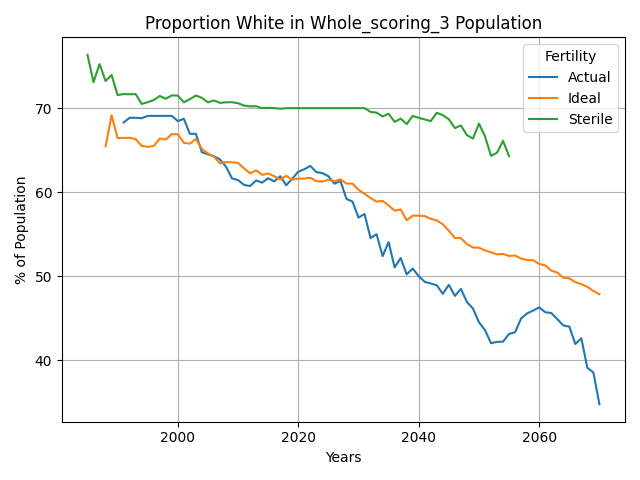 Proportion White in Whole_scoring_3 Population
Fertility
Actual
Ideal
Sterile
% of Population
70
60
50
40
2000
2020
2040
2060
Years